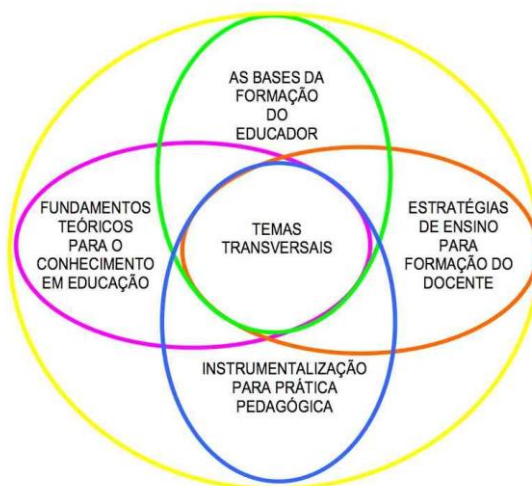 AS BASES DA
FORMAÇÃO
DO
EDUCADOR
FUNDAMENTOS
TEÓRICOS
PARA O
CONHECIMENTO
EM EDUCAÇÃO
TEMAS
TRANSVERSAIS
ESTRATÉGIAS
DE ENSINO
PARA
FORMAÇÃO DO
DOCENTE
INSTRUMENTALIZAÇÃO
PARA PRÁTICA
PEDAGÓGICA